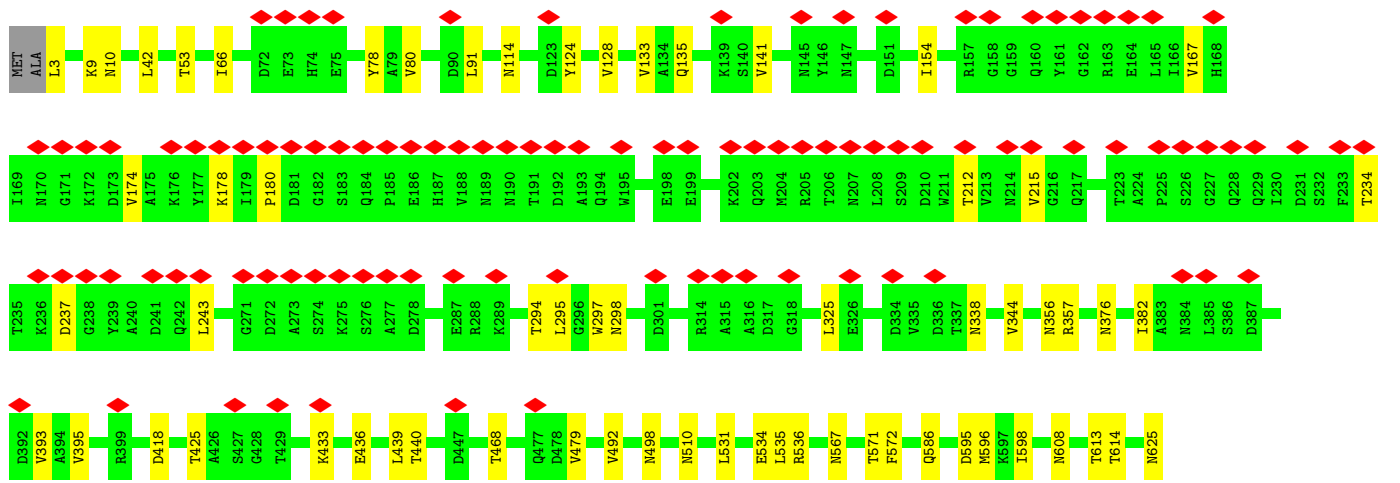 MET ALA L3 K9 N10 L42 T53 I66 D72 E73 H74 E75 Y78 A79 V80 D90 L91 N114 D123 Y124 V128 V133 A134 Q135 K139 S140 V141 N145 Y146 N147 D151 I154 R157 G158 G159 Q160 Y161 G162 R163 E164 L165 I166 V167 H168
I169 N170 G171 K172 D173 V174 A175 K176 Y177 K178 I179 P180 D181 G182 S183 Q184 P185 E186 H187 V188 N189 N190 T191 D192 A193 Q194 W195 E198 E199 K202 Q203 M204 R205 T206 N207 L208 S209 D210 W211 T212 V213 N214 V215 G216 Q217 T223 A224 P225 S226 G227 Q228 Q229 I230 D231 S232 F233 T234
T235 K236 D237 G238 Y239 A240 D241 Q242 L243 G271 D272 A273 S274 K275 S276 A277 D278 E287 R288 K289 T294 L295 G296 W297 N298 D301 R314 A315 A316 D317 G318 L325 E326 D334 V335 D336 T337 N338 V344 N356 R357 N376 I382 A383 N384 L385 S386 D387
D392 V393 A394 V395 R399 D418 T425 A426 S427 G428 T429 K433 E436 L439 T440 D447 T468 Q477 D478 V479 V492 N498 N510 L531 E534 L535 R536 N567 T571 F572 Q586 D595 M596 K597 I598 N608 T613 T614 N625